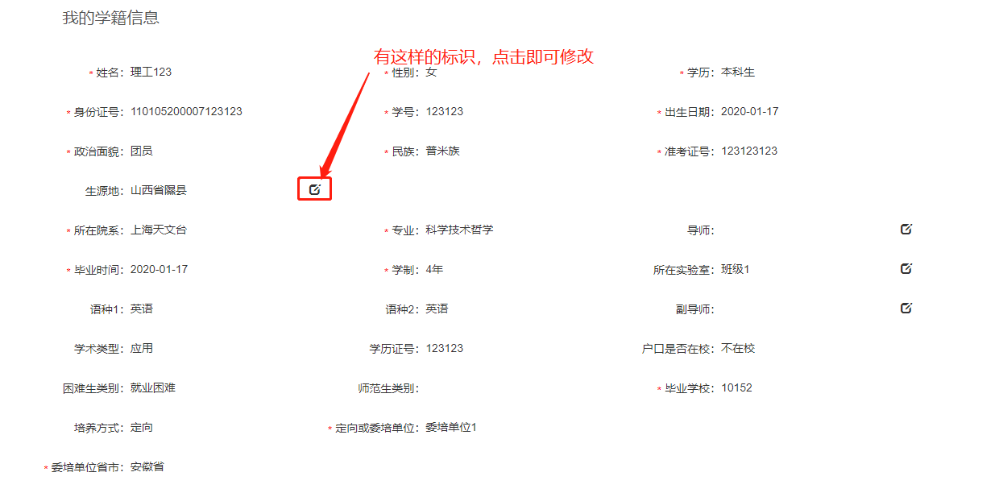 我的学籍信息
有这样的标识，点击即可修改
* 姓名：理工123 * 性别：女 * 学历：本科生
* 身份证号：110105200007123123 * 学号：123123 * 出生日期：2020-01-17
* 政治面貌：团员 * 民族：普米族 * 准考证号：123123123
生源地：山西省隰县
* 所在院系：上海天文台 * 专业：科学技术哲学 导师：
* 毕业时间：2020-01-17 * 学制：4年 所在实验室：班级1
语种1：英语 语种2：英语 副导师：
学术类型：应用 学历证号：123123 户口是否在校：不在校
困难生类别：就业困难 师范生类别： * 毕业学校：10152
培养方式：定向 * 定向或委培单位：委培单位1
* 委培单位省市：安徽省